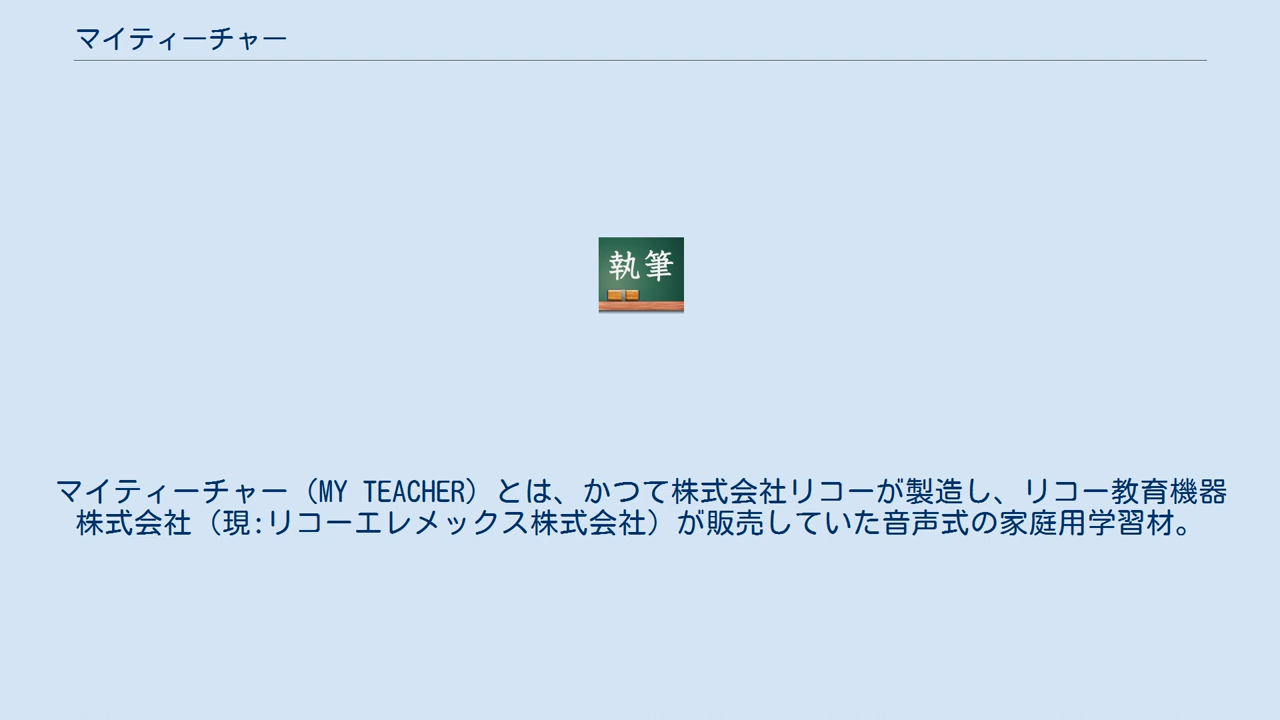 マイティーチャー
執筆
マイティーチャー（MY TEACHER）とは、かつて株式会社リコーが製造し、リコー教育機器
株式会社（現:リコーエレメックス株式会社）が販売していた音声式の家庭用学習材。